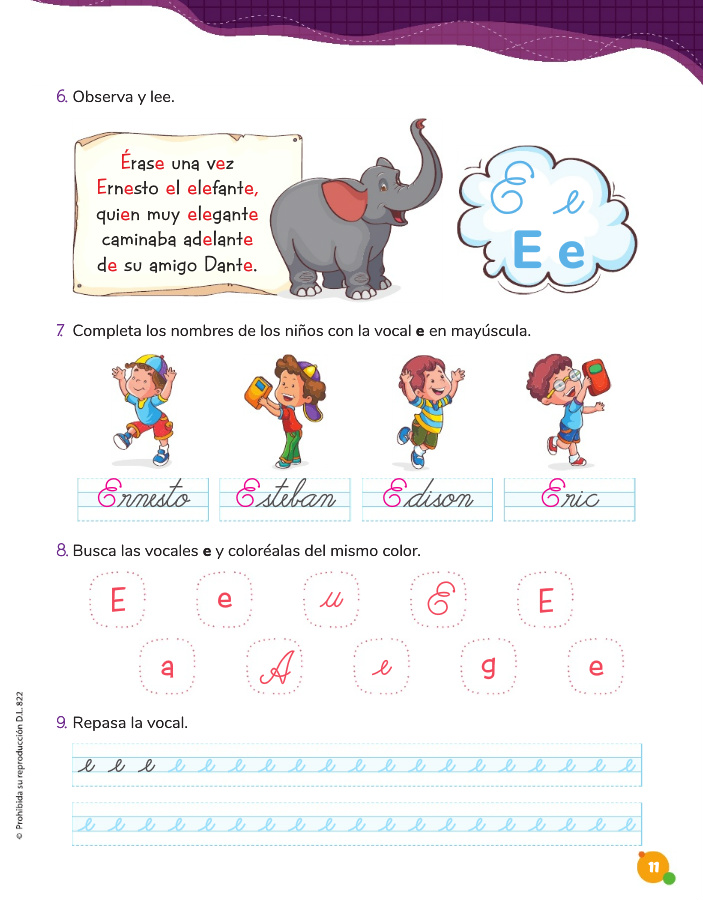 6. Observa y lee.
Érase una vez
Ernesto el elefante,
quien muy elegante
caminaba adelante
de su amigo Dante.
E e
E e
7. Completa los nombres de los niños con la vocal e en mayúscula.
Ernesto Esteban Edison Eric
8. Busca las vocales e y coloréalas del mismo color.
E e u E E
a A e g e
9. Repasa la vocal.
e e e e e e e e e e e e e e e e e e e
e e e e e e e e e e e e e e e e e e e
© Prohibida su reproducción D.L. 822
11